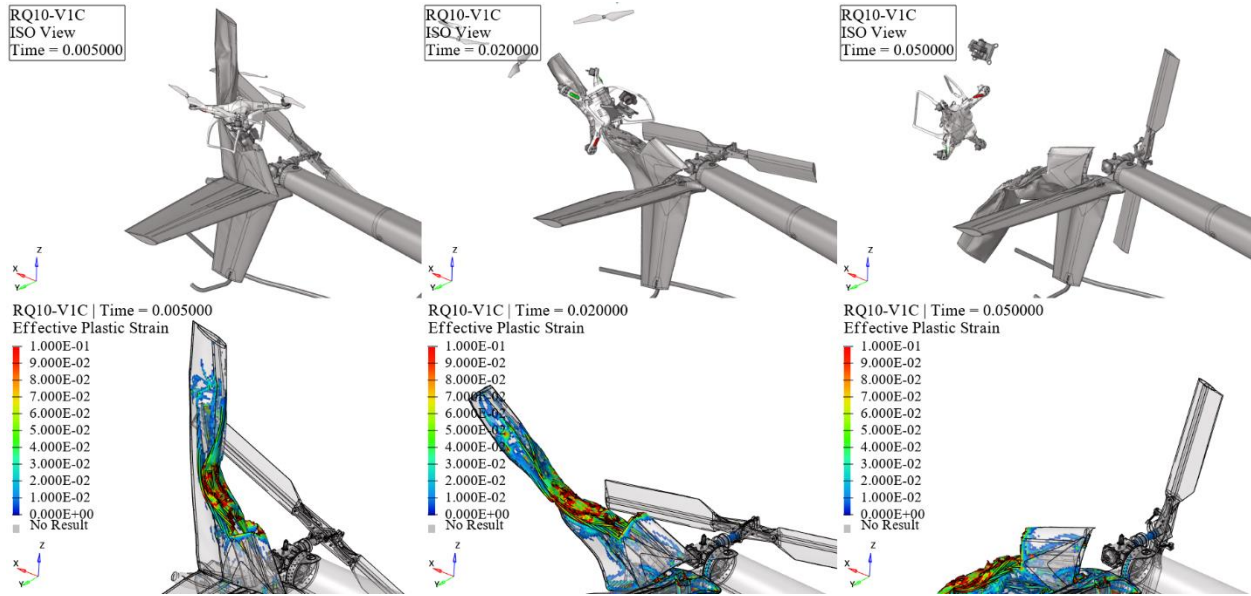 RQ10-V1C
ISO View
Time = 0.005000
Z
X
Y
RQ10-V1C
ISO View
Time = 0.020000
Z
X
Y
RQ10-V1C
ISO View
Time = 0.050000
Z
X
Y
RQ10-V1C | Time = 0.005000
Effective Plastic Strain
1.000E-01
9.000E-02
8.000E-02
7.000E-02
6.000E-02
5.000E-02
4.000E-02
3.000E-02
2.000E-02
1.000E-02
0.000E+00
No Result
Z
X
Y
RQ10-V1C | Time = 0.020000
Effective Plastic Strain
1.000E-01
9.000E-02
8.000E-02
7.000E-02
6.000E-02
5.000E-02
4.000E-02
3.000E-02
2.000E-02
1.000E-02
0.000E+00
No Result
Z
X
Y
RQ10-V1C | Time = 0.050000
Effective Plastic Strain
1.000E-01
9.000E-02
8.000E-02
7.000E-02
6.000E-02
5.000E-02
4.000E-02
3.000E-02
2.000E-02
1.000E-02
0.000E+00
No Result
Z
X
Y